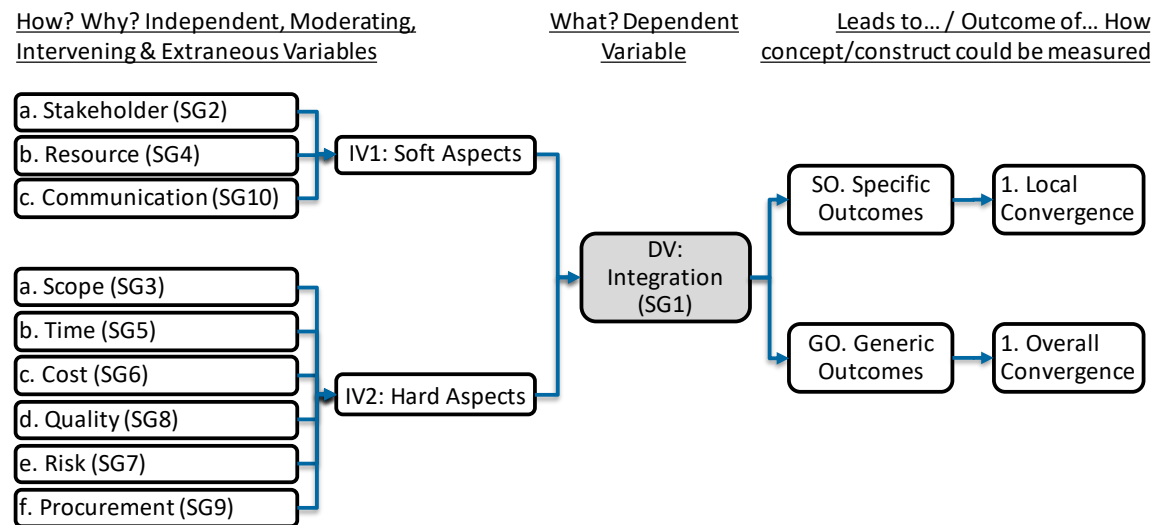 How? Why? Independent, Moderating,
Intervening & Extraneous Variables
What? Dependent
Variable
Leads to... / Outcome of... How
concept/construct could be measured
a. Stakeholder (SG2)
b. Resource (SG4)
c. Communication (SG10)
IV1: Soft Aspects
a. Scope (SG3)
b. Time (SG5)
c. Cost (SG6)
d. Quality (SG8)
e. Risk (SG7)
f. Procurement (SG9)
IV2: Hard Aspects
DV:
Integration
(SG1)
SO. Specific
Outcomes
1. Local
Convergence
GO. Generic
Outcomes
1. Overall
Convergence